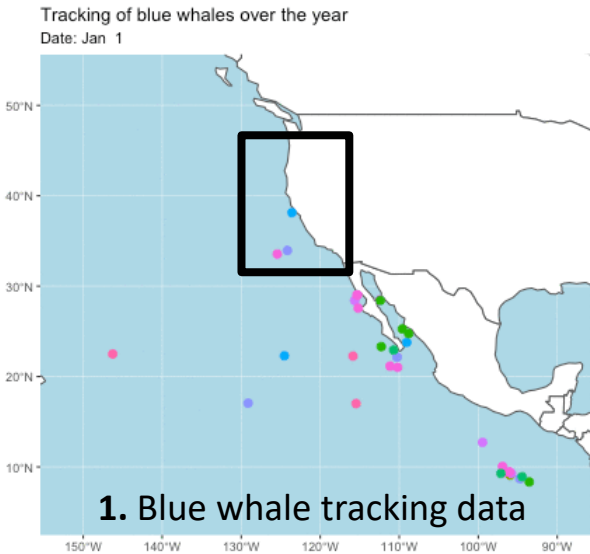 Tracking of blue whales over the year
Date: Jan 1
50°N
40°N
30°N
20°N
10°N
1. Blue whale tracking data
150°W 140°W 130°W 120°W 110°W 100°W 90°W